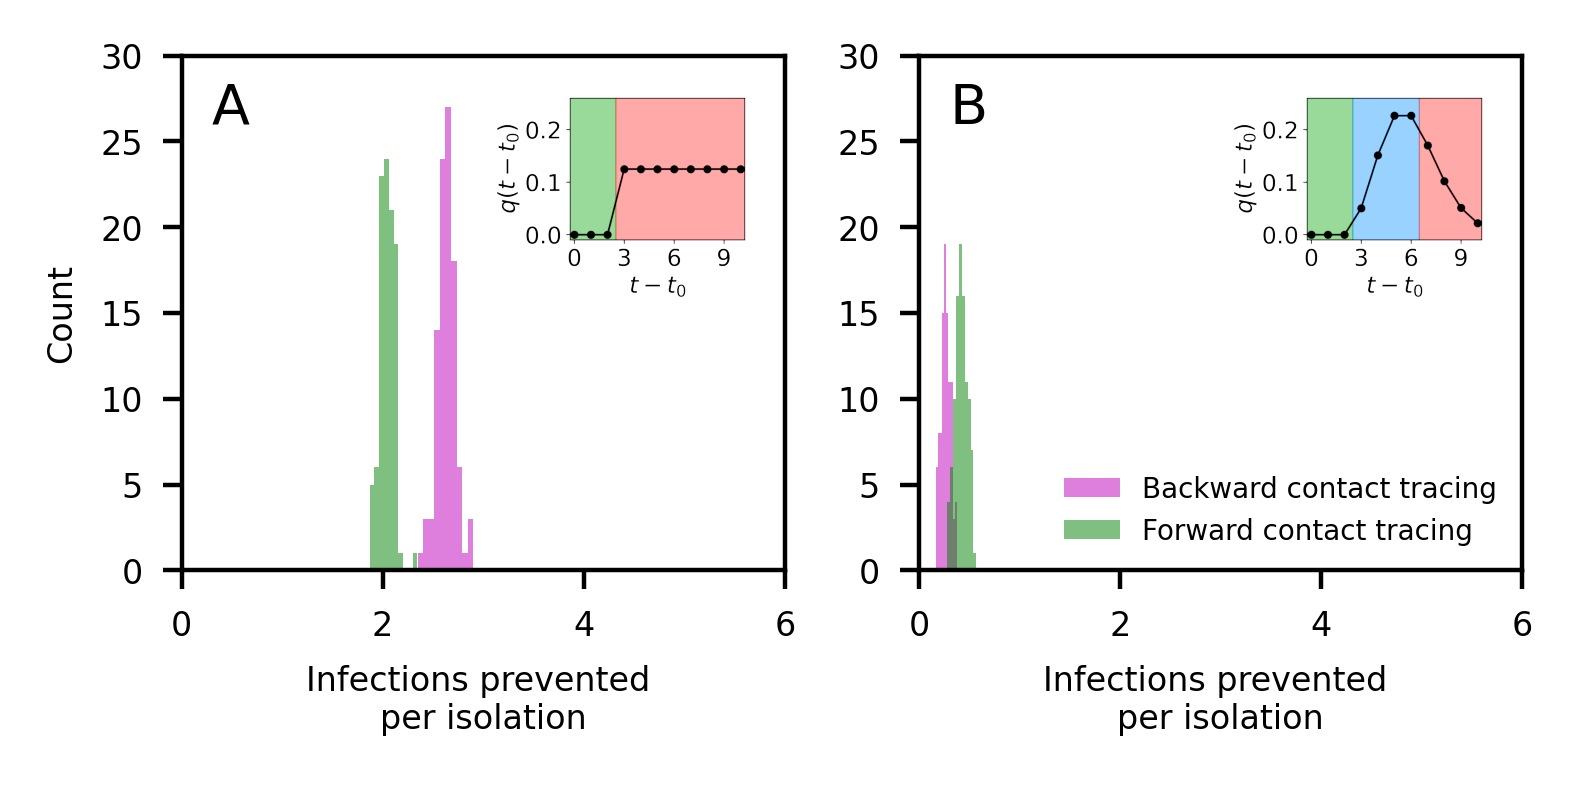 A
30
25
20
15
10
5
0
Count
0 2 4 6
Infections prevented
per isolation
q(t − t₀)
0.2
0.1
0.0
0 3 6 9
t − t₀
B
30
25
20
15
10
5
0
0 2 4 6
Infections prevented
per isolation
q(t − t₀)
0.2
0.1
0.0
0 3 6 9
t − t₀
Backward contact tracing
Forward contact tracing